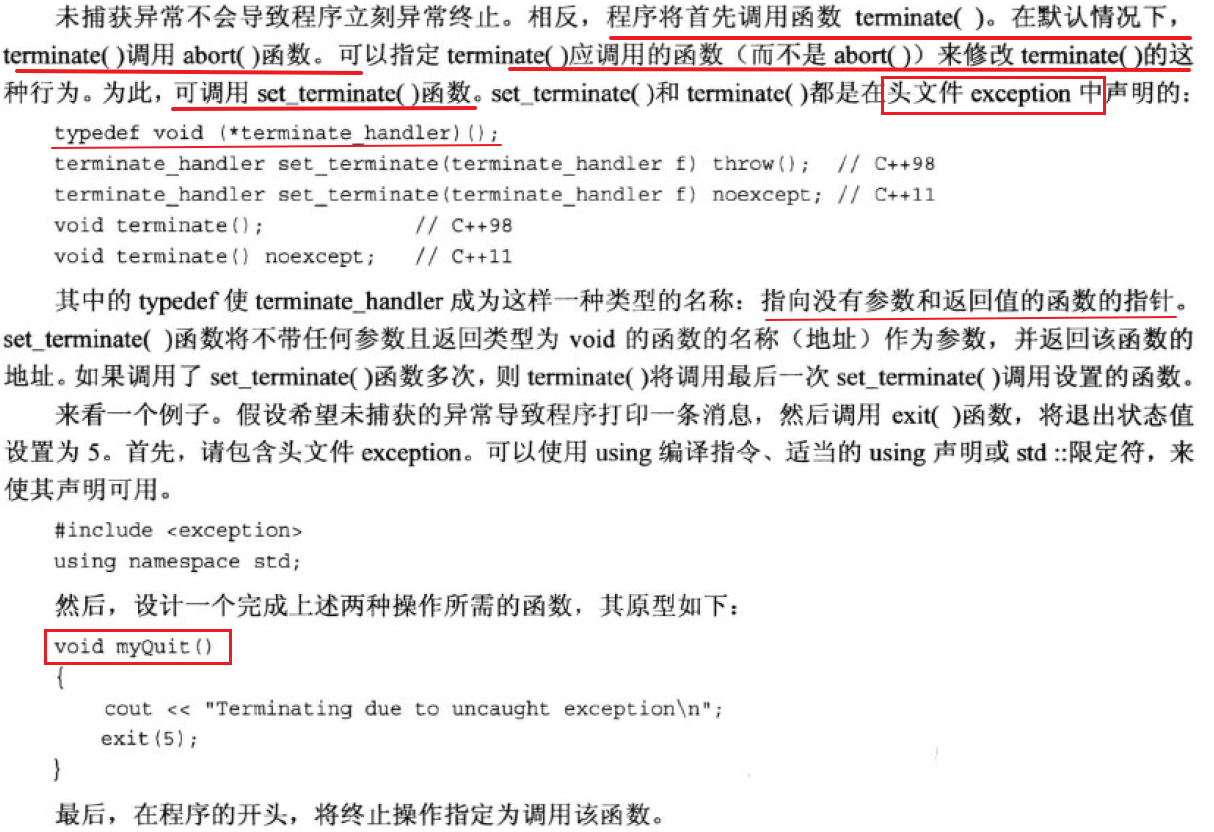 未捕获异常不会导致程序立刻异常终止。相反，程序将首先调用函数 terminate( )。在默认情况下，
terminate( )调用 abort( )函数。可以指定 terminate( )应调用的函数（而不是 abort( )）来修改 terminate( )的这
种行为。为此，可调用 set_terminate( )函数。set_terminate( )和 terminate( )都是在头文件 exception 中声明的：
typedef void (*terminate_handler)();
terminate_handler set_terminate(terminate_handler f) throw();  // C++98
terminate_handler set_terminate(terminate_handler f) noexcept; // C++11
void terminate();            // C++98
void terminate() noexcept;   // C++11
其中的 typedef 使 terminate_handler 成为这样一种类型的名称：指向没有参数和返回值的函数的指针。
set_terminate( )函数将不带任何参数且返回类型为 void 的函数的名称（地址）作为参数，并返回该函数的
地址。如果调用了 set_terminate( )函数多次，则 terminate( )将调用最后一次 set_terminate( )调用设置的函数。
来看一个例子。假设希望未捕获的异常导致程序打印一条消息，然后调用 exit( )函数，将退出状态值
设置为 5。首先，请包含头文件 exception。可以使用 using 编译指令、适当的 using 声明或 std ::限定符，来
使其声明可用。
#include <exception>
using namespace std;
然后，设计一个完成上述两种操作所需的函数，其原型如下：
void myQuit()
{
cout << "Terminating due to uncaught exception\n";
exit(5);
}
最后，在程序的开头，将终止操作指定为调用该函数。